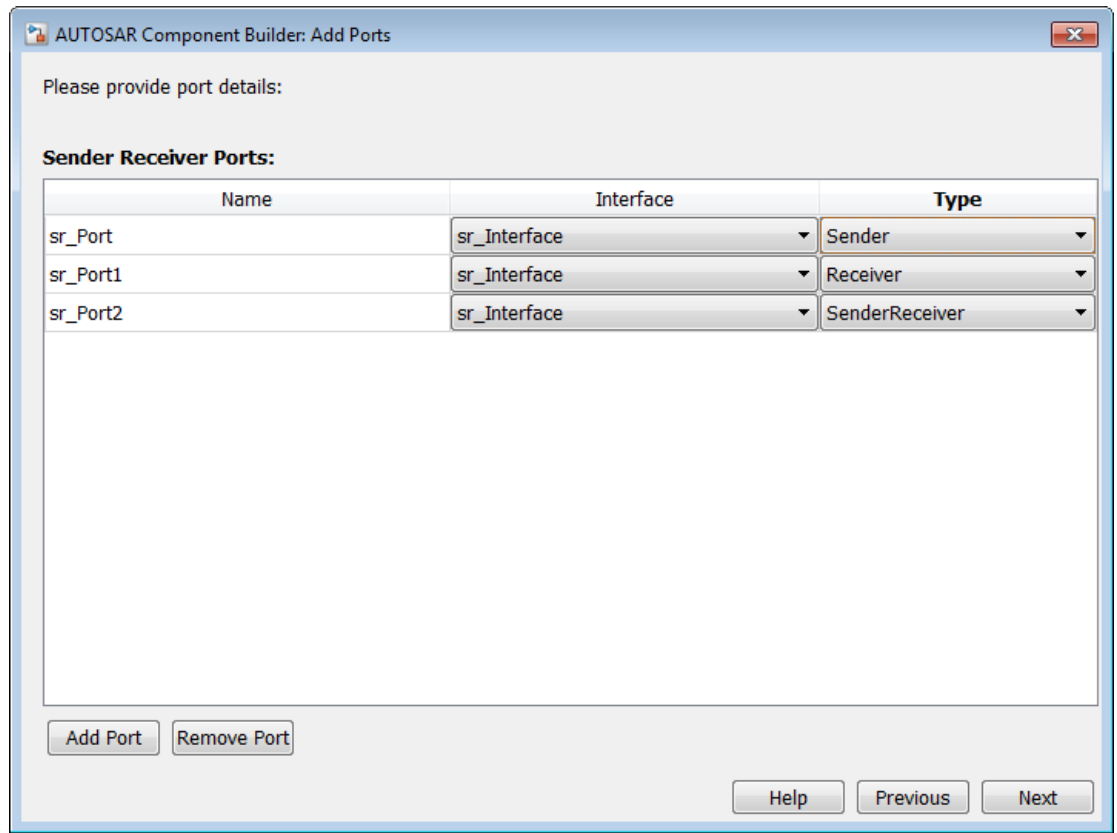 AUTOSAR Component Builder: Add Ports
Please provide port details:
Sender Receiver Ports:
Name Interface Type
sr_Port sr_Interface Sender
sr_Port1 sr_Interface Receiver
sr_Port2 sr_Interface SenderReceiver
Add Port Remove Port
Help Previous Next